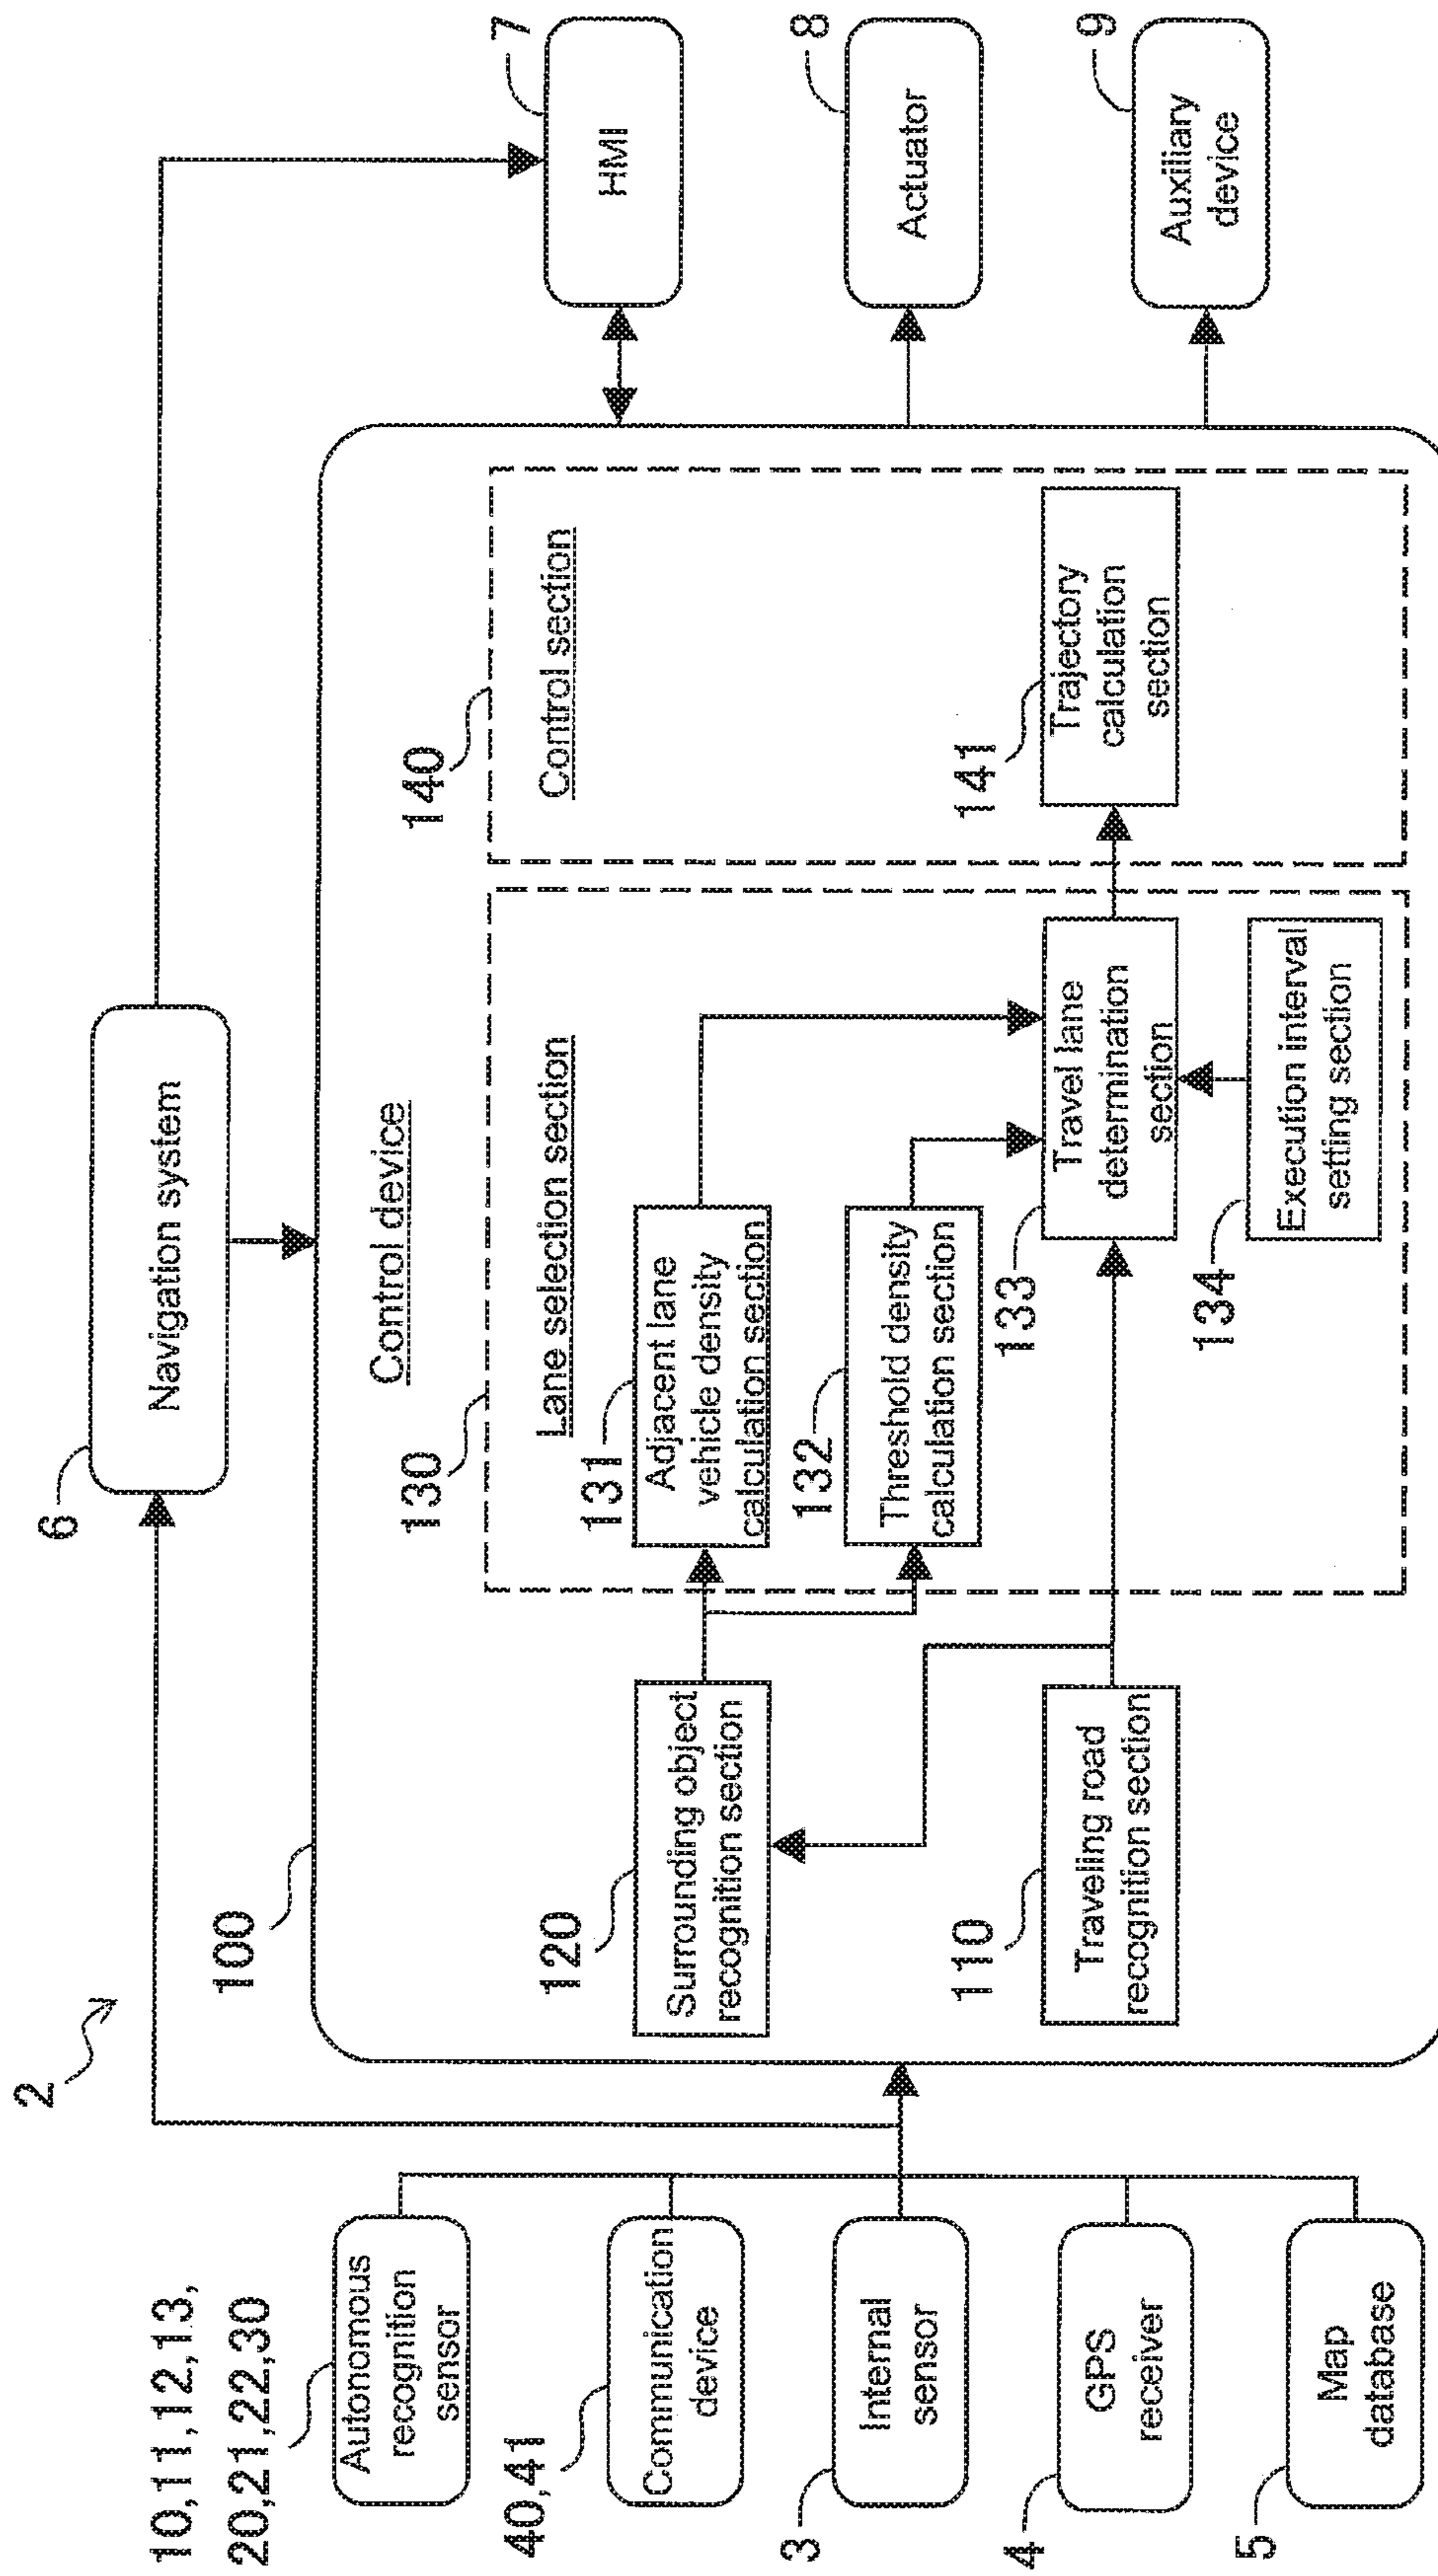 2
6
Navigation system
10,11,12,13,
20,21,22,30
Autonomous
recognition
sensor
40,41
Communication
device
3
Internal
sensor
4
GPS
receiver
5
Map
database
100
Control device
120
Surrounding object
recognition section
110
Traveling road
recognition section
130
Lane selection section
131
Adjacent lane
vehicle density
calculation section
132
Threshold density
calculation section
133
Travel lane
determination
section
134
Execution interval
setting section
140
Control section
141
Trajectory
calculation
section
7
HMI
8
Actuator
9
Auxiliary
device